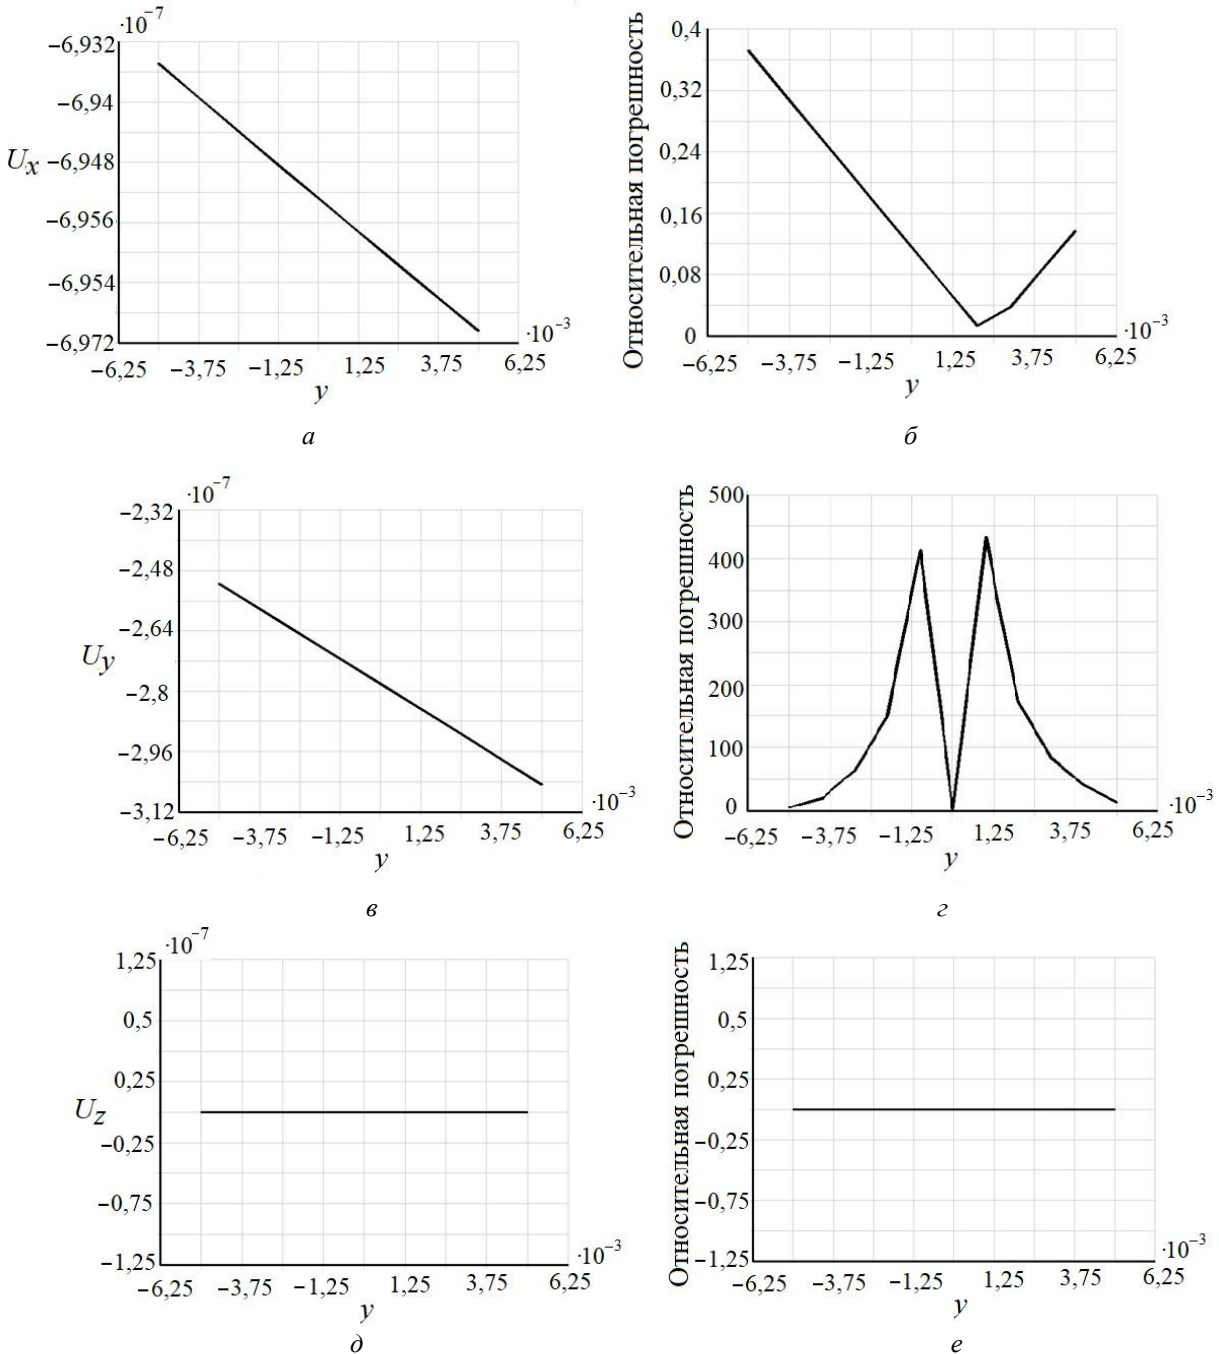 ·10⁻⁷
−6,932
−6,94
Uₓ −6,948
−6,956
−6,954
−6,972
·10⁻³
−6,25 −3,75 −1,25 1,25 3,75 6,25
y
а
Относительная погрешность
0,4
0,32
0,24
0,16
0,08
0
·10⁻³
−6,25 −3,75 −1,25 1,25 3,75 6,25
y
б
·10⁻⁷
−2,32
−2,48
−2,64
Uy
−2,8
−2,96
−3,12
·10⁻³
−6,25 −3,75 −1,25 1,25 3,75 6,25
y
в
Относительная погрешность
500
400
300
200
100
0
·10⁻³
−6,25 −3,75 −1,25 1,25 3,75 6,25
y
г
·10⁻⁷
1,25
0,5
0,25
Uz
−0,25
−0,75
−1,25
·10⁻³
−6,25 −3,75 −1,25 1,25 3,75 6,25
y
д
Относительная погрешность
1,25
0,5
0,25
−0,25
−0,75
−1,25
·10⁻³
−6,25 −3,75 −1,25 1,25 3,75 6,25
y
е